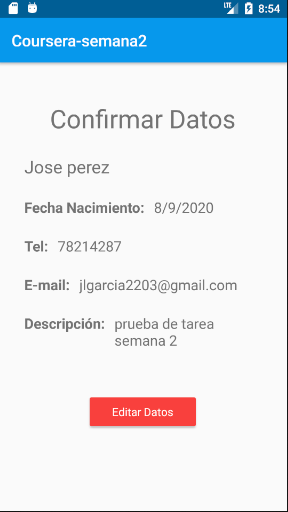 LTE 8:54
Coursera-semana2
Confirmar Datos
Jose perez
Fecha Nacimiento: 8/9/2020
Tel: 78214287
E-mail: jlgarcia2203@gmail.com
Descripción: prueba de tarea
semana 2
Editar Datos